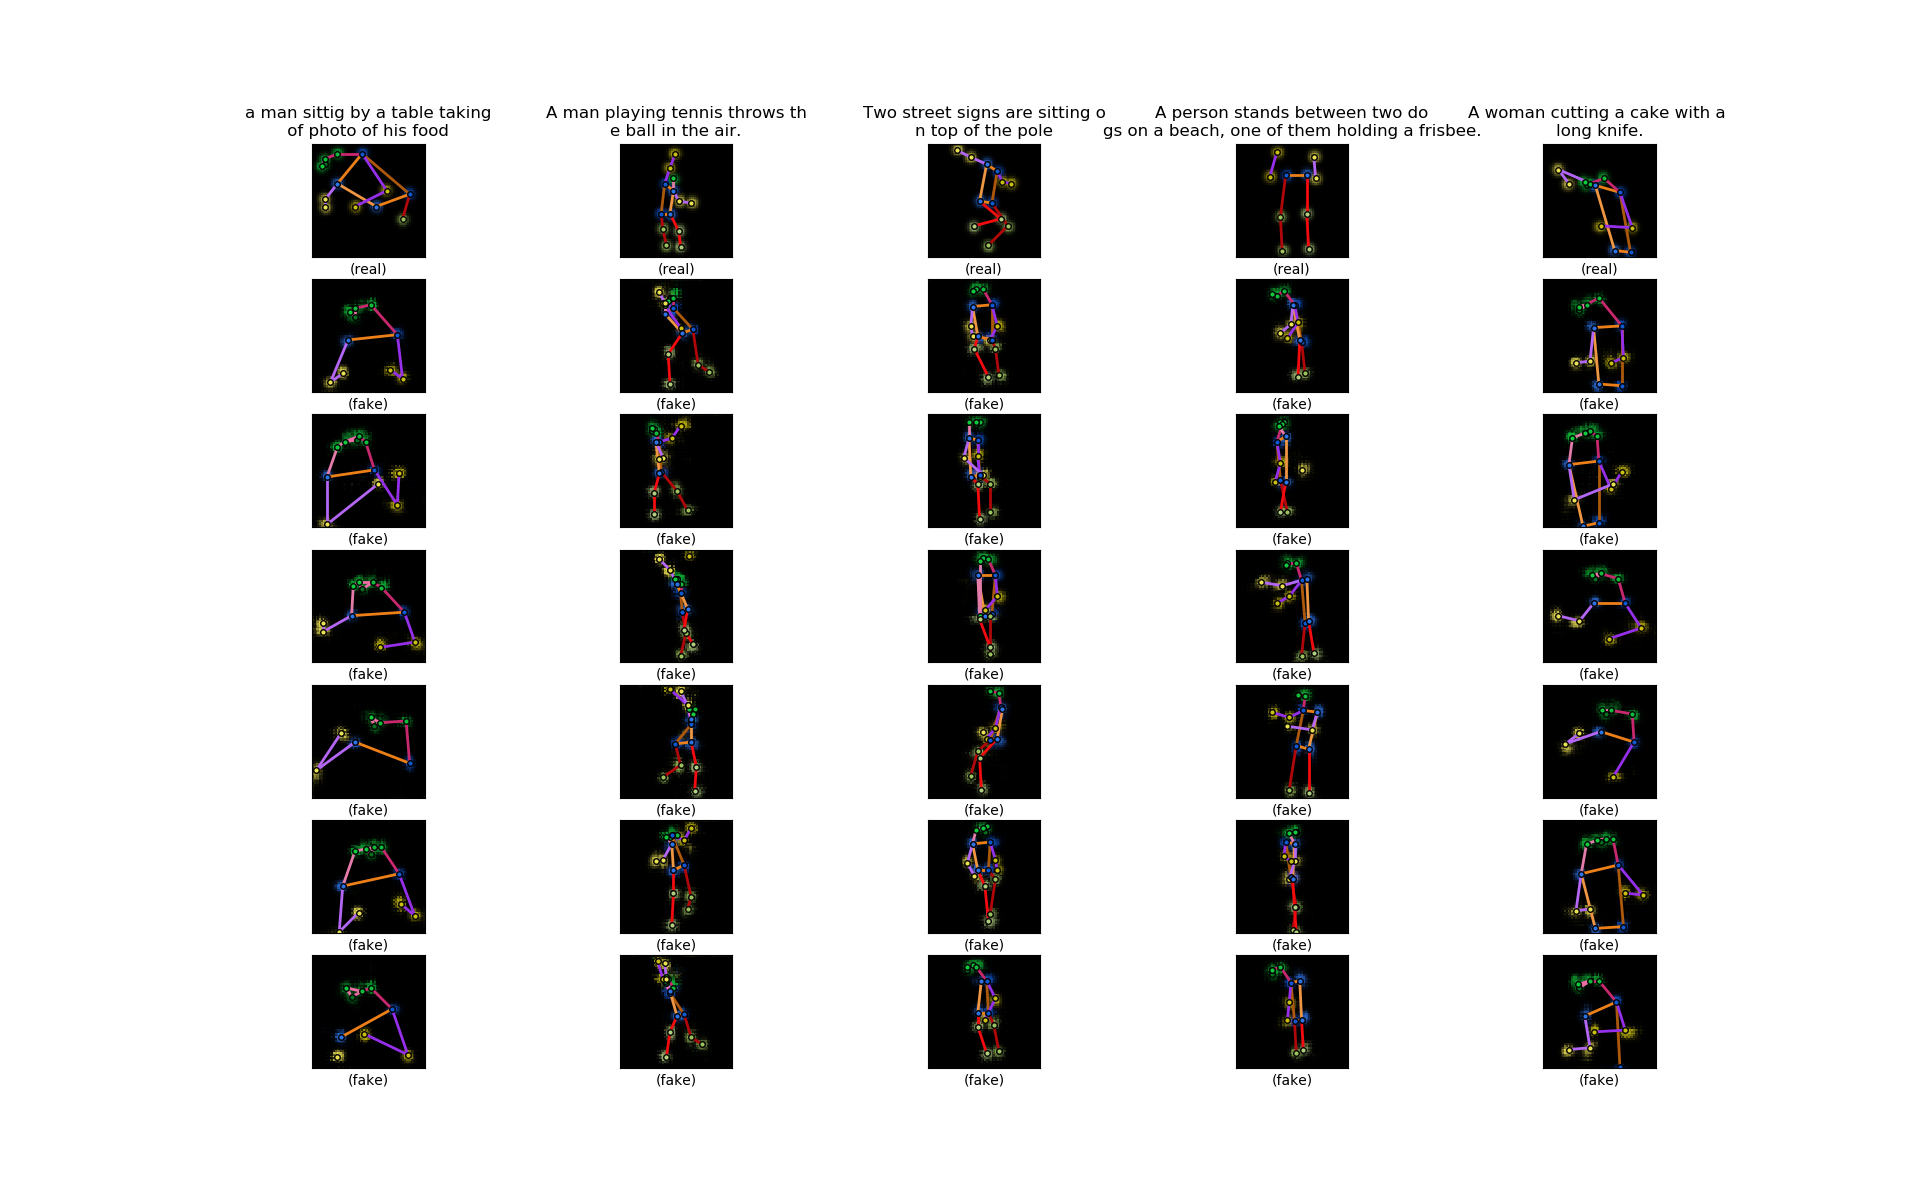 a man sittig by a table taking
of photo of his food
A man playing tennis throws th
e ball in the air.
Two street signs are sitting o
n top of the pole
A person stands between two do
gs on a beach, one of them holding a frisbee.
A woman cutting a cake with a
long knife.
(real) (real) (real) (real) (real)
(fake) (fake) (fake) (fake) (fake)
(fake) (fake) (fake) (fake) (fake)
(fake) (fake) (fake) (fake) (fake)
(fake) (fake) (fake) (fake) (fake)
(fake) (fake) (fake) (fake) (fake)
(fake) (fake) (fake) (fake) (fake)